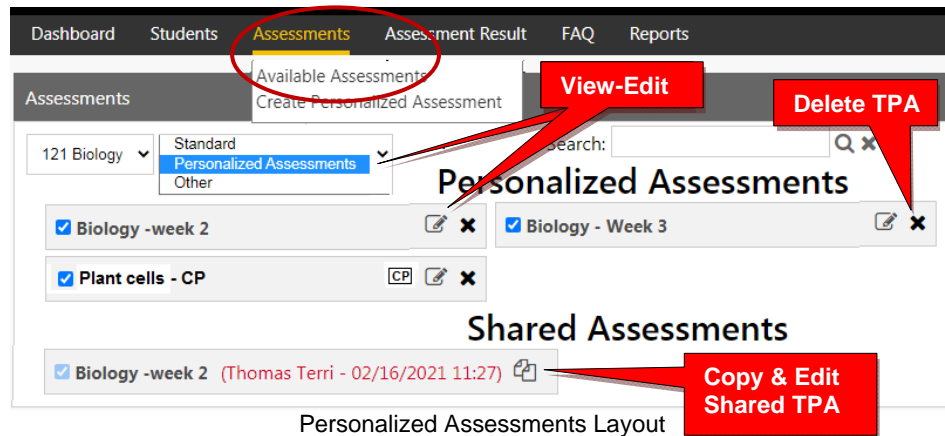 Dashboard Students Assessments Assessment Result FAQ Reports
Available Assessments
Create Personalized Assessment
View-Edit
Assessments
Delete TPA
121 Biology
Standard
Personalized Assessments
Other
Search:
Personalized Assessments
Biology -week 2
Biology - Week 3
Plant cells - CP CP
Shared Assessments
Biology -week 2 (Thomas Terri - 02/16/2021 11:27)
Copy & Edit
Shared TPA
Personalized Assessments Layout